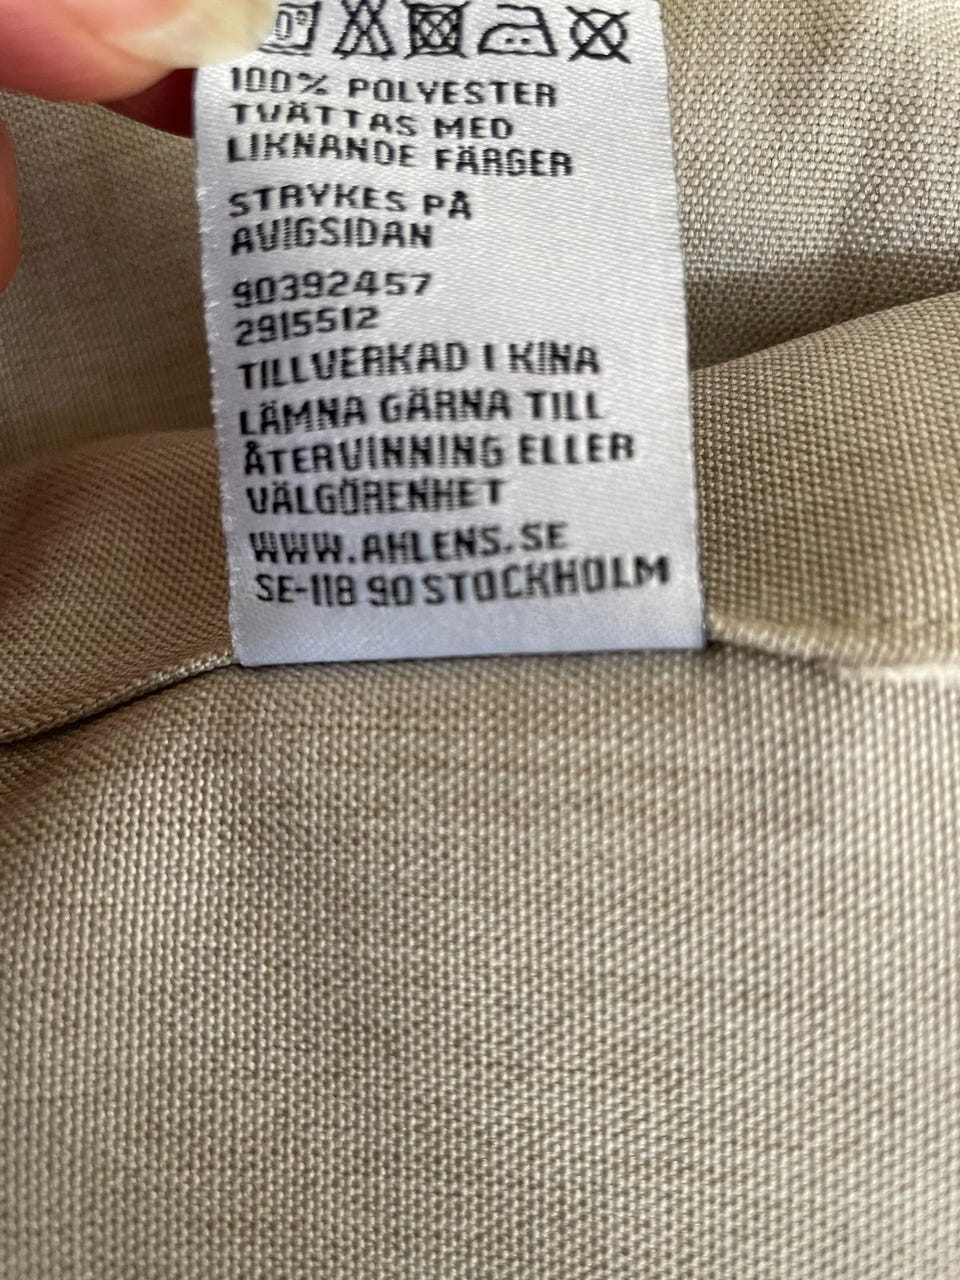 100% POLYESTER
TVÄTTAS MED
LIKNANDE FÄRGER
STRYKES PÅ
AVIGSIDAN
90392457
2915512
TILLVERKAD I KINA
LÄMNA GÄRNA TILL
ÅTERVINNING ELLER
VÄLGÖRENHET
WWW.AHLENS.SE
SE-118 90 STOCKHOLM